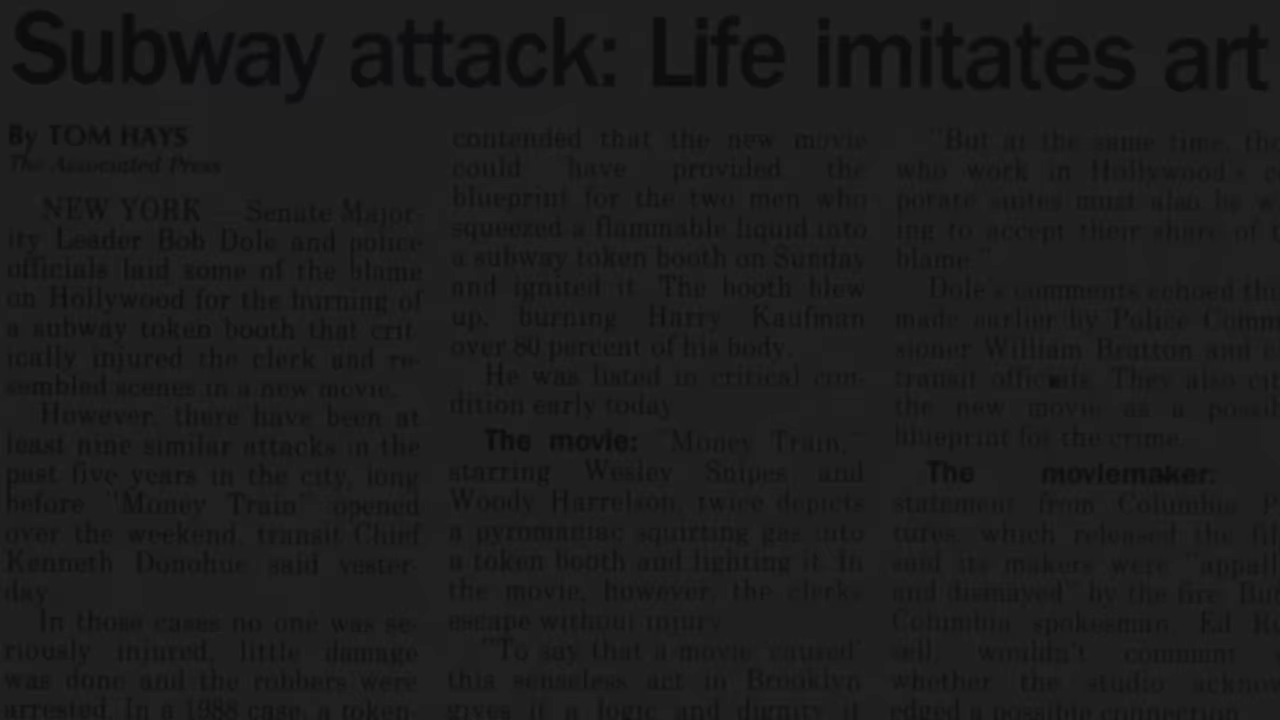 Subway attack: Life imitates art
By TOM HAYS
The Associated Press
NEW YORK — Senate Major-
ity Leader Bob Dole and police
officials laid some of the blame
on Hollywood for the burning of
a subway token booth that crit-
ically injured the clerk and re-
sembled scenes in a new movie.
However, there have been at
least nine similar attacks in the
past five years in the city, long
before "Money Train" opened
over the weekend, transit Chief
Kenneth Donohue said yester-
day.
In those cases no one was se-
riously injured, little damage
was done and the robbers were
arrested. In a 1988 case, a token-
contended that the new movie
could have provided the
blueprint for the two men who
squeezed a flammable liquid into
a subway token booth on Sunday
and ignited it. The booth blew
up, burning Harry Kaufman
over 80 percent of his body.
He was listed in critical con-
dition early today.
The movie: "Money Train,"
starring Wesley Snipes and
Woody Harrelson, twice depicts
a pyromaniac squirting gas into
a token booth and lighting it. In
the movie, however, the clerks
escape without injury.
"To say that a movie 'caused'
this senseless act in Brooklyn
gives it a logic and dignity it
"But at the same time, the
who work in Hollywood's
porate suites must also be
ing to accept their share of
blame."
Dole's comments echoed
made earlier by Police
sioner William Bratton and
transit officials. They also
the new movie as a
blueprint for the crime.
The moviemaker:
statement from Columbia
tures, which released the
said its makers were
and dismayed" by the fire. But
Columbia spokesman, Ed
sell, wouldn't comment
whether the studio
edged a possible connection.